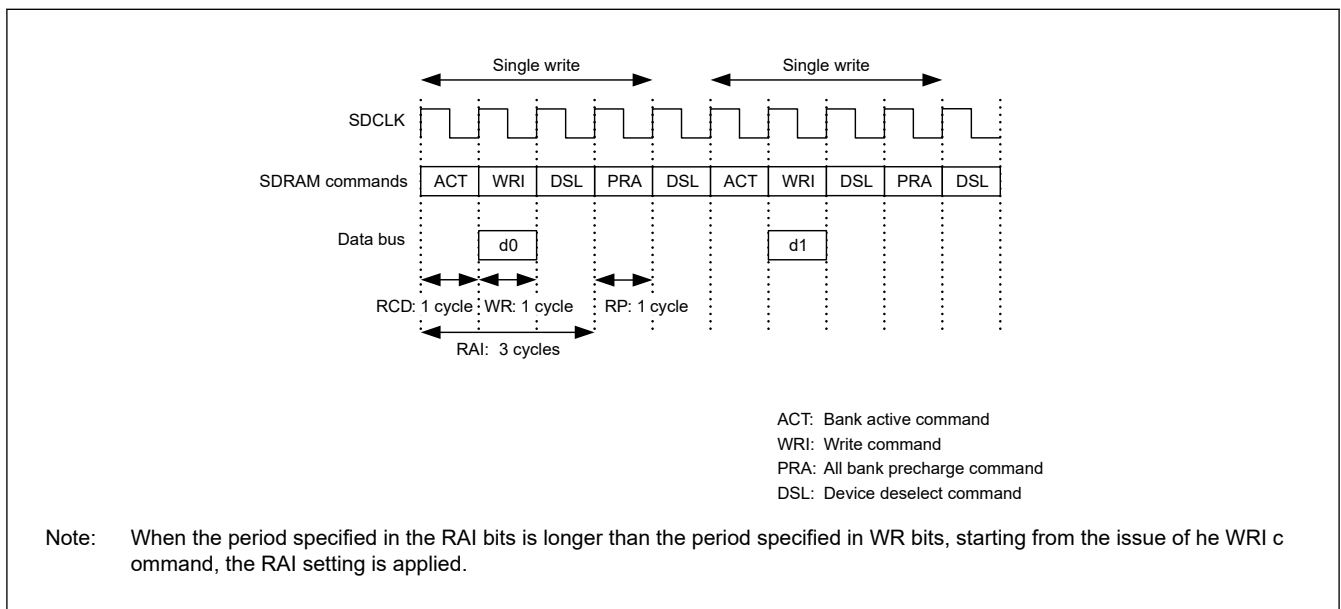 Single write Single write
SDCLK
SDRAM commands ACT WRI DSL PRA DSL ACT WRI DSL PRA DSL
Data bus d0 d1
RCD: 1 cycle WR: 1 cycle RP: 1 cycle
RAI: 3 cycles
ACT: Bank active command
WRI: Write command
PRA: All bank precharge command
DSL: Device deselect command
Note: When the period specified in the RAI bits is longer than the period specified in WR bits, starting from the issue of he WRI c
ommand, the RAI setting is applied.